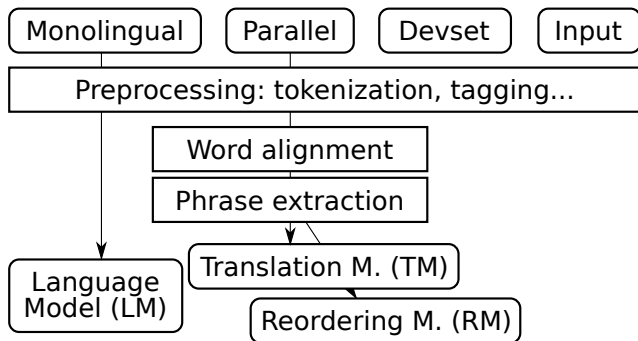 Monolingual
Parallel
Devset
Input
Preprocessing: tokenization, tagging...
Word alignment
Phrase extraction
Translation M. (TM)
Language
Model (LM)
Reordering M. (RM)